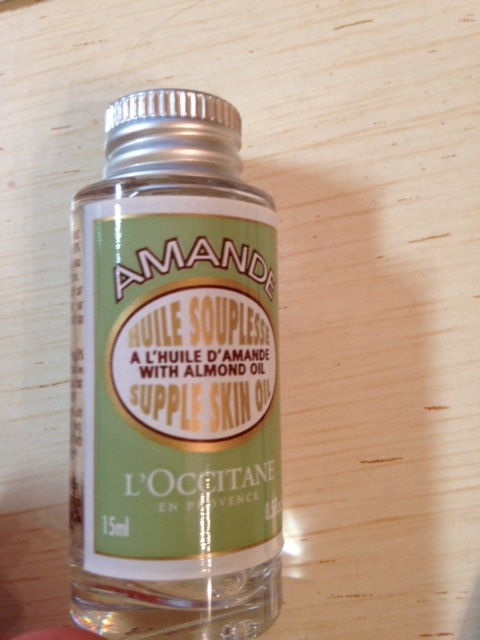 AMANDE
HUILE SOUPLESSE
A L'HUILE D'AMANDE
WITH ALMOND OIL
SUPPLE SKIN OIL
L'OCCITANE
EN PROVENCE
15ml